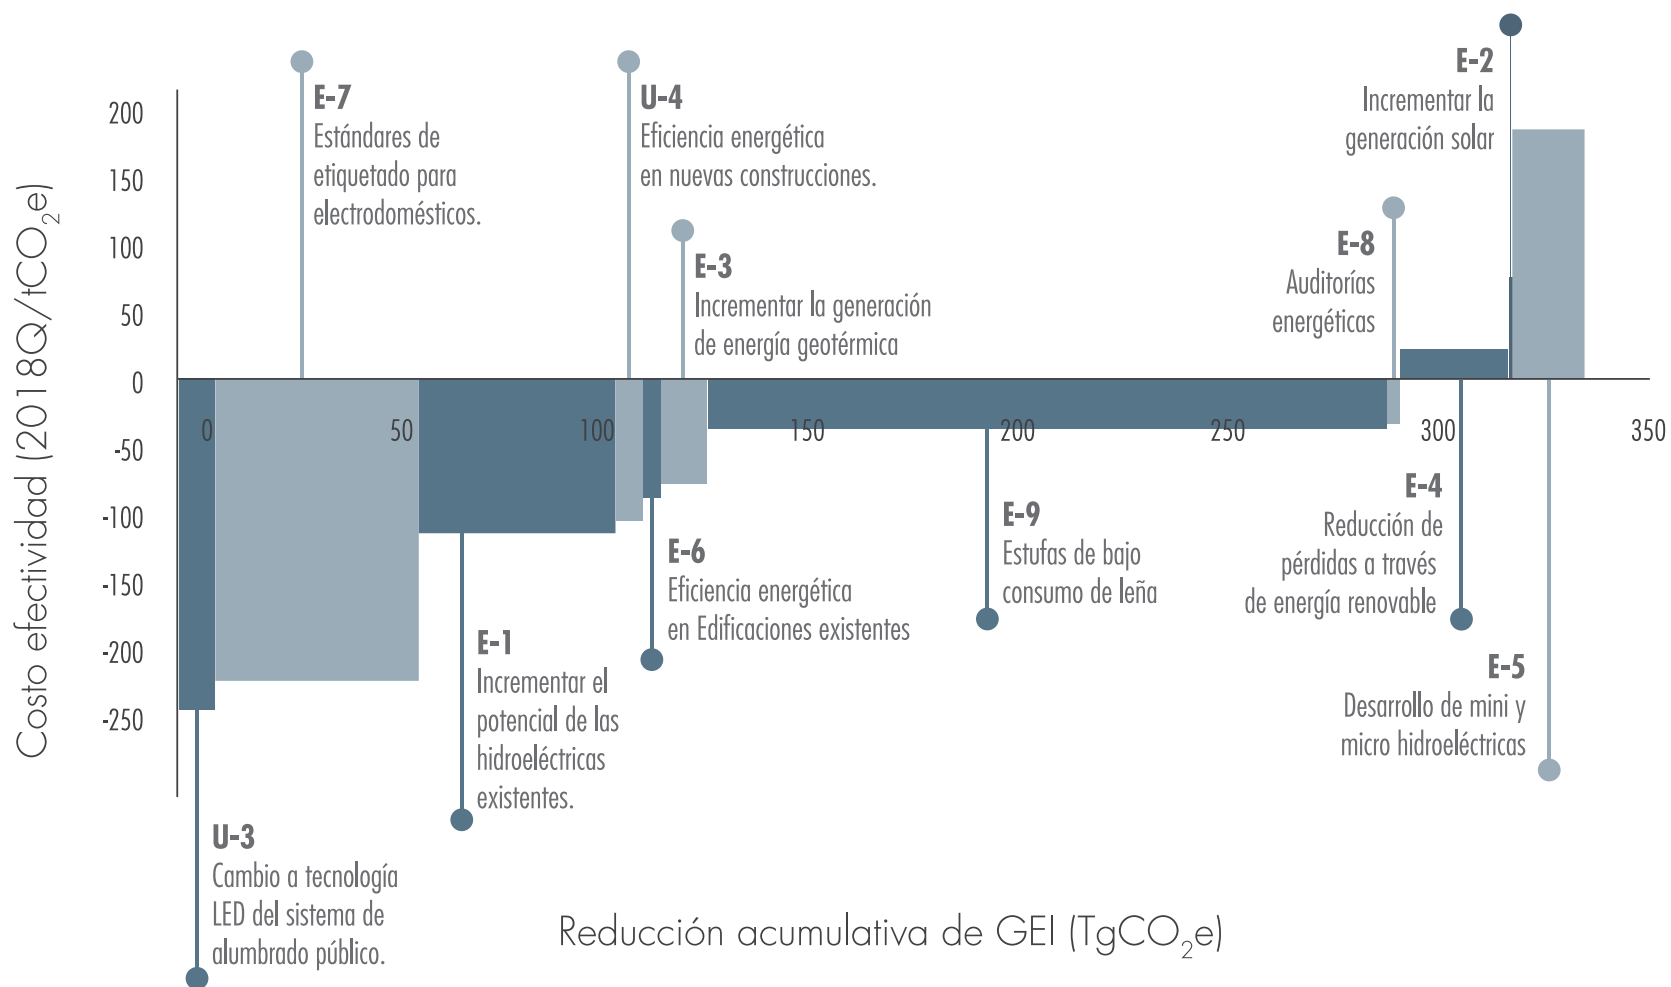 Costo efectividad (2018Q/tCO₂e)
200
150
100
50
0
-50
-100
-150
-200
-250
0
50
100
150
200
250
300
350
E-7
Estándares de
etiquetado para
electrodomésticos.
U-4
Eficiencia energética
en nuevas construcciones.
E-3
Incrementar la generación
de energía geotérmica
E-2
Incrementar la
generación solar
E-8
Auditorías
energéticas
U-3
Cambio a tecnología
LED del sistema de
alumbrado público.
E-1
Incrementar el
potencial de las
hidroeléctricas
existentes.
E-6
Eficiencia energética
en Edificaciones existentes
E-9
Estufas de bajo
consumo de leña
E-4
Reducción de
pérdidas a través
de energía renovable
E-5
Desarrollo de mini y
micro hidroeléctricas
Reducción acumulativa de GEI (TgCO₂e)